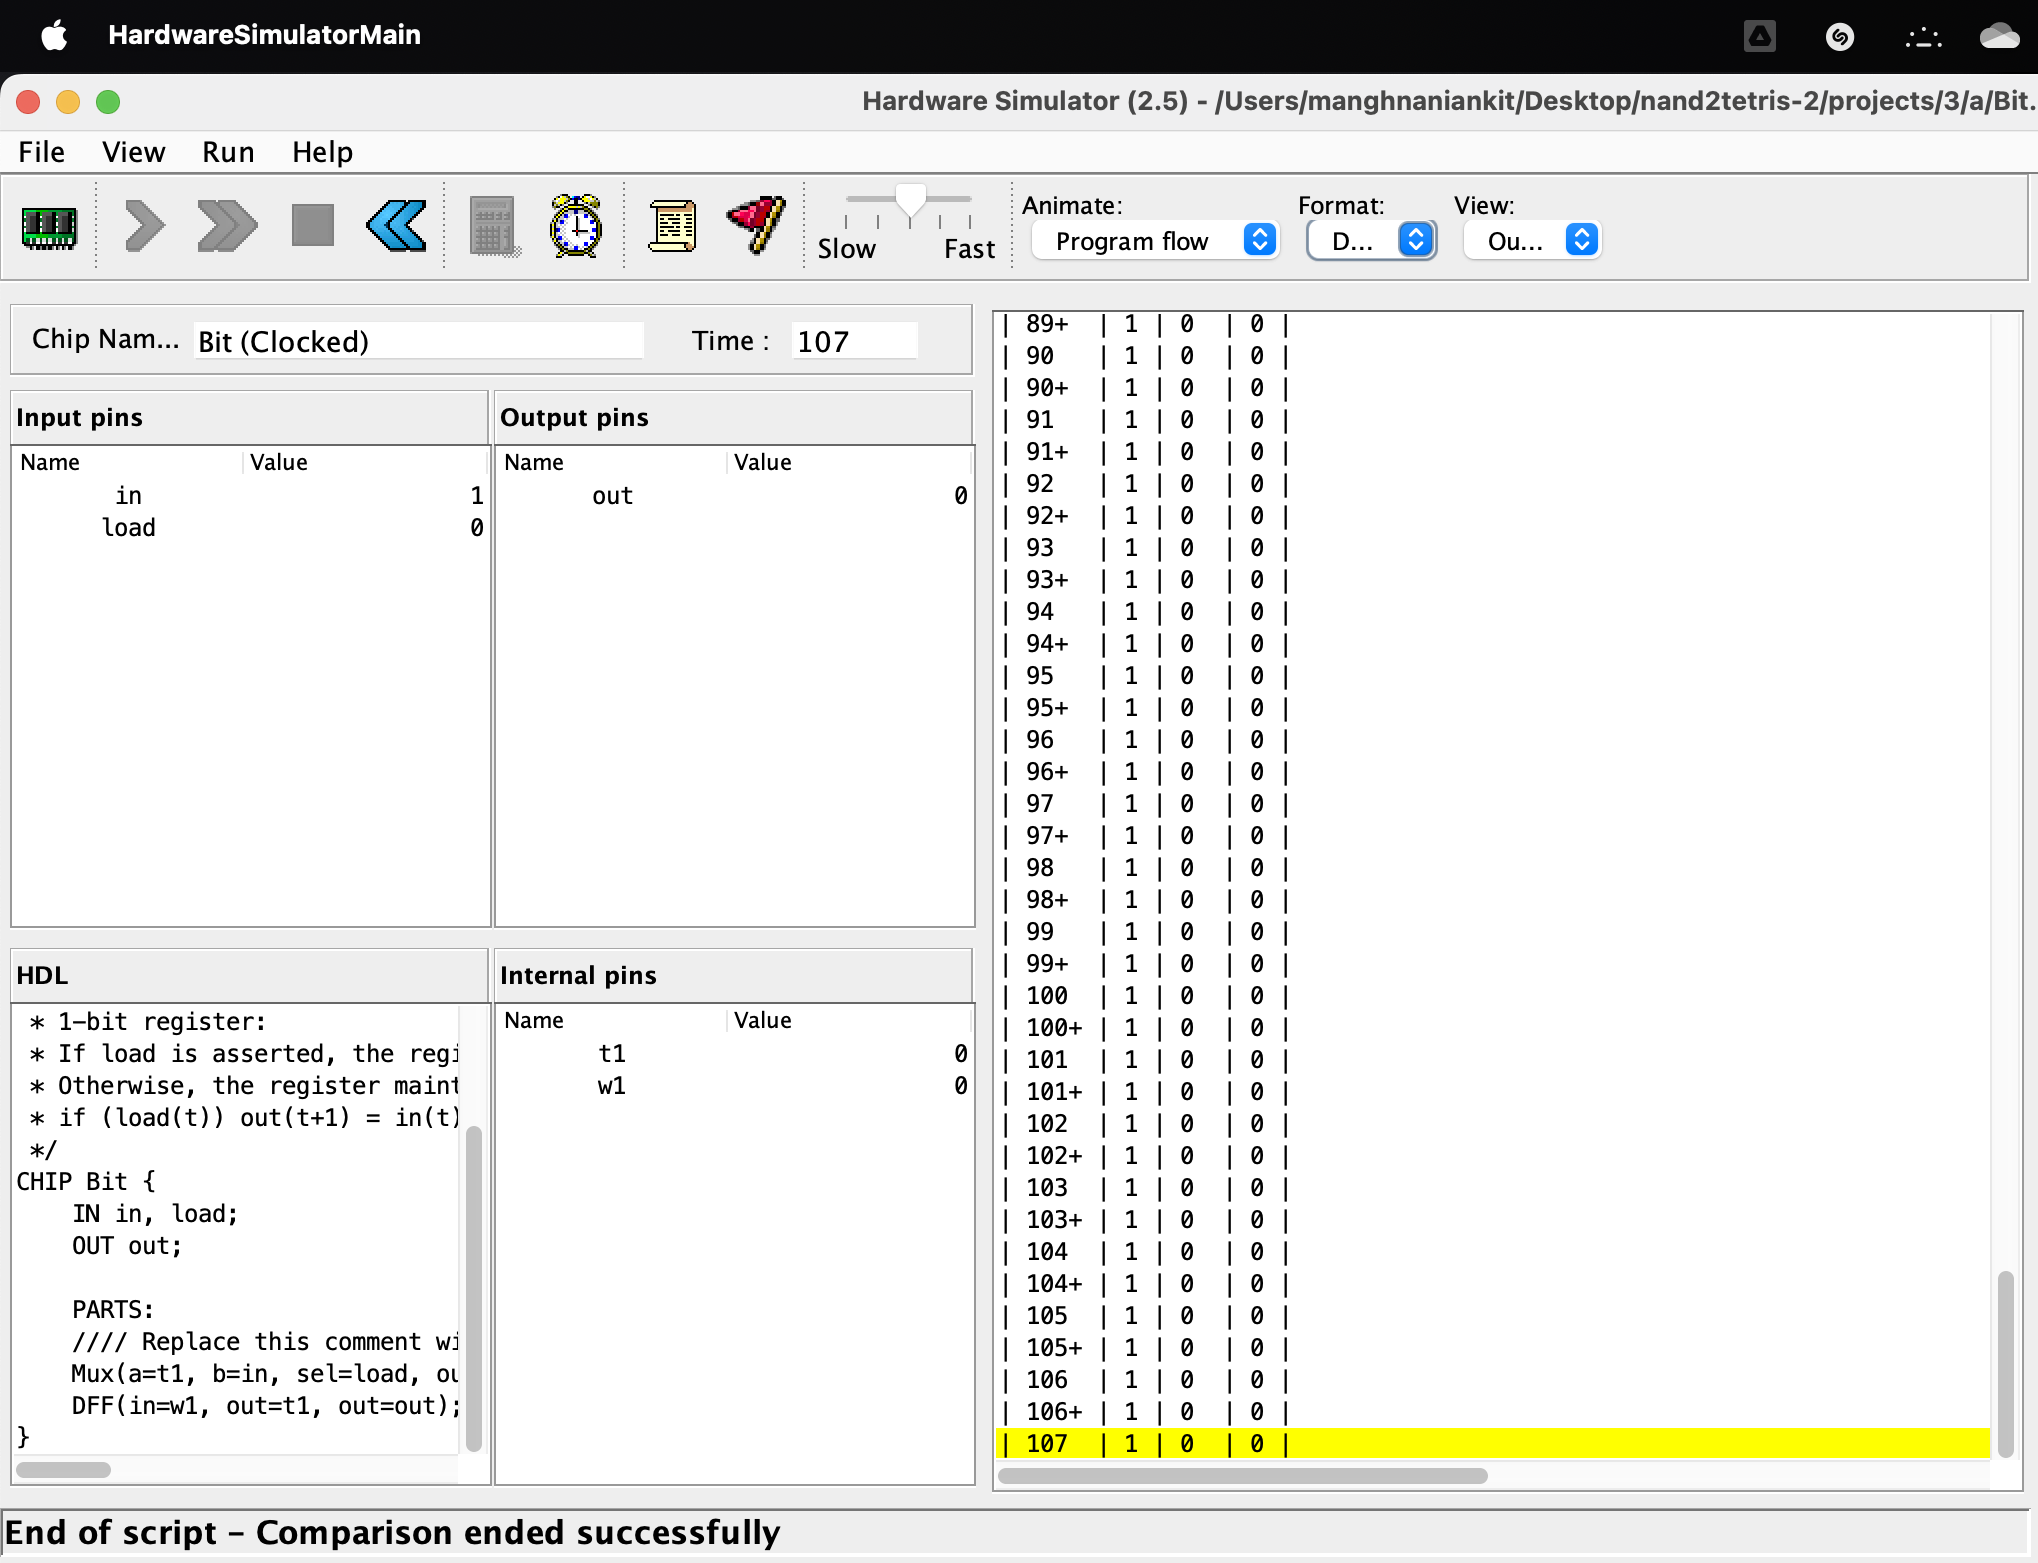 HardwareSimulatorMain
Hardware Simulator (2.5) - /Users/manghnaniankit/Desktop/nand2tetris-2/projects/3/a/Bit.
File View Run Help
Slow Fast
Animate: Format: View:
Program flow D... Ou...
Chip Nam... Bit (Clocked) Time : 107
Input pins
Name Value
in 1
load 0
Output pins
Name Value
out 0
HDL
* 1-bit register:
* If load is asserted, the regi
* Otherwise, the register maint
* if (load(t)) out(t+1) = in(t)
*/
CHIP Bit {
IN in, load;
OUT out;
PARTS:
//// Replace this comment wi
Mux(a=t1, b=in, sel=load, ou
DFF(in=w1, out=t1, out=out);
}
Internal pins
Name Value
t1 0
w1 0
| 89+ | 1 | 0 | 0 |
| 90 | 1 | 0 | 0 |
| 90+ | 1 | 0 | 0 |
| 91 | 1 | 0 | 0 |
| 91+ | 1 | 0 | 0 |
| 92 | 1 | 0 | 0 |
| 92+ | 1 | 0 | 0 |
| 93 | 1 | 0 | 0 |
| 93+ | 1 | 0 | 0 |
| 94 | 1 | 0 | 0 |
| 94+ | 1 | 0 | 0 |
| 95 | 1 | 0 | 0 |
| 95+ | 1 | 0 | 0 |
| 96 | 1 | 0 | 0 |
| 96+ | 1 | 0 | 0 |
| 97 | 1 | 0 | 0 |
| 97+ | 1 | 0 | 0 |
| 98 | 1 | 0 | 0 |
| 98+ | 1 | 0 | 0 |
| 99 | 1 | 0 | 0 |
| 99+ | 1 | 0 | 0 |
| 100 | 1 | 0 | 0 |
| 100+ | 1 | 0 | 0 |
| 101 | 1 | 0 | 0 |
| 101+ | 1 | 0 | 0 |
| 102 | 1 | 0 | 0 |
| 102+ | 1 | 0 | 0 |
| 103 | 1 | 0 | 0 |
| 103+ | 1 | 0 | 0 |
| 104 | 1 | 0 | 0 |
| 104+ | 1 | 0 | 0 |
| 105 | 1 | 0 | 0 |
| 105+ | 1 | 0 | 0 |
| 106 | 1 | 0 | 0 |
| 106+ | 1 | 0 | 0 |
| 107 | 1 | 0 | 0 |
End of script - Comparison ended successfully